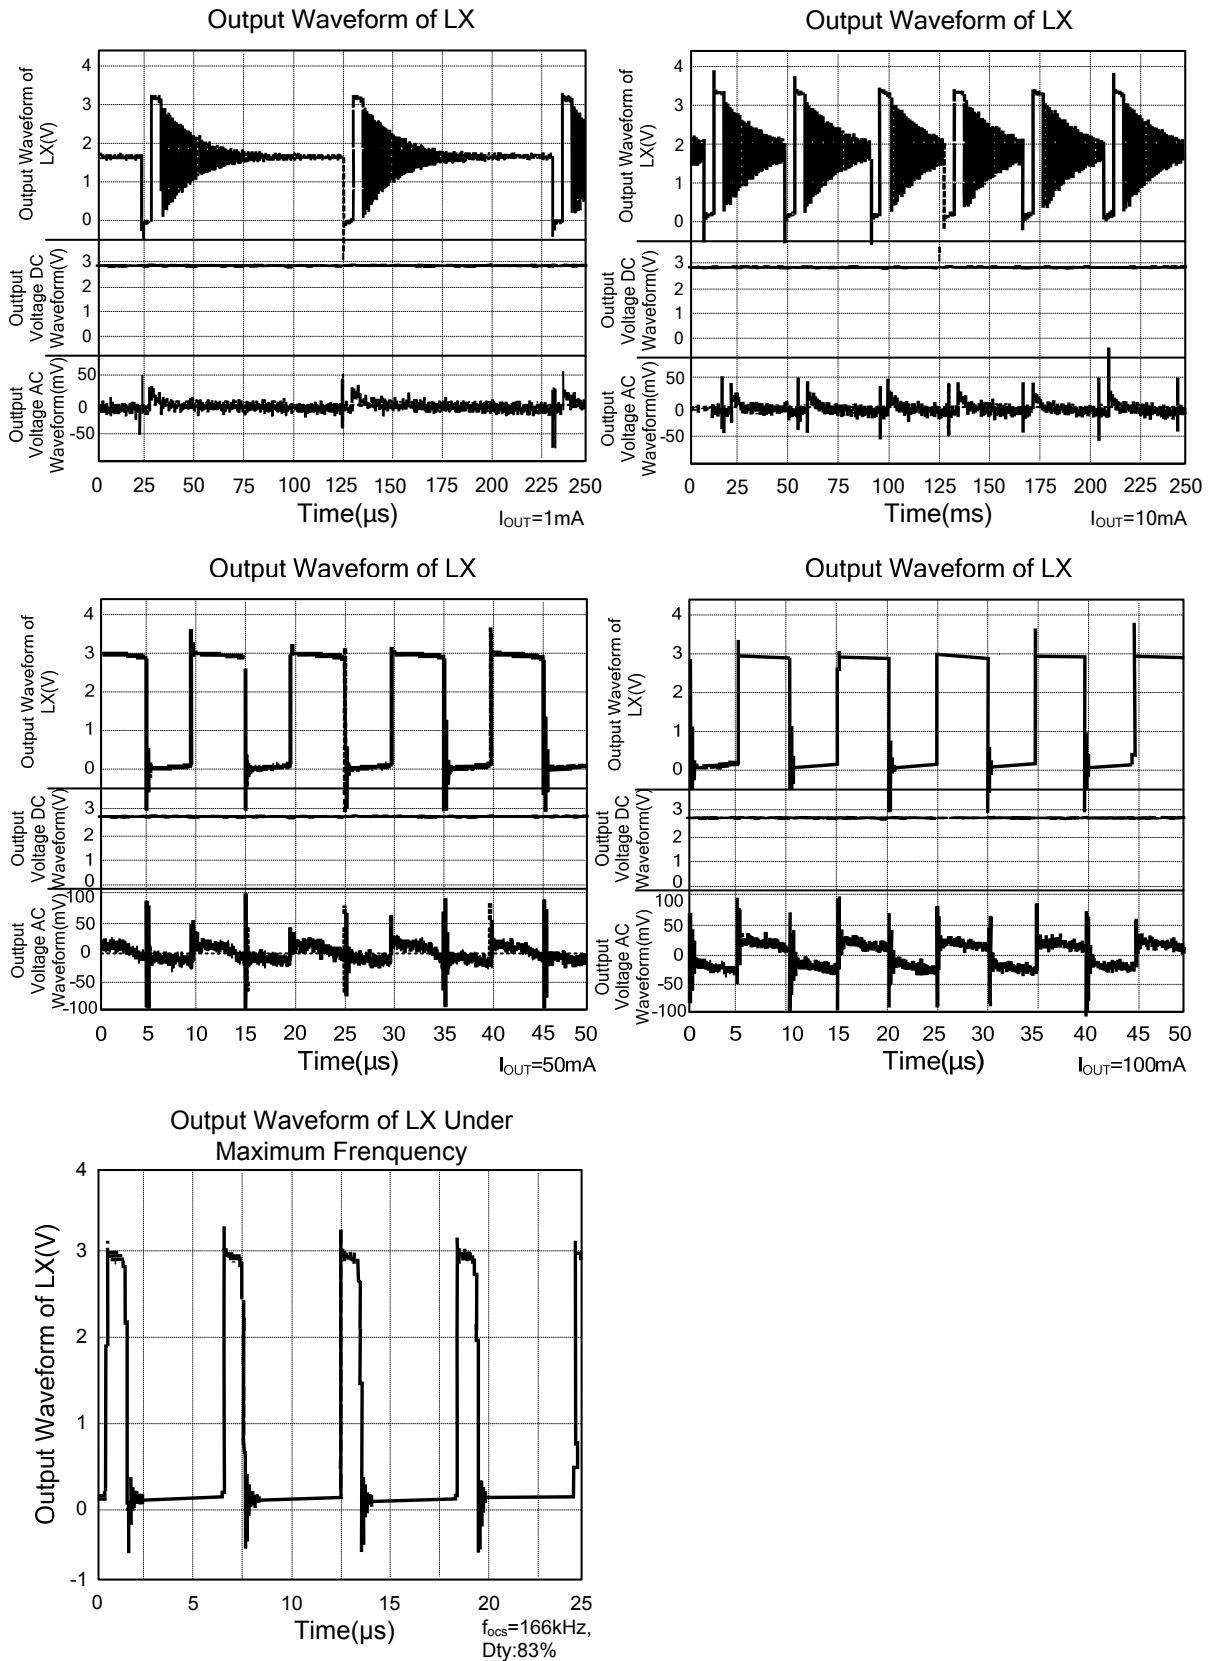 Output Waveform of LX
Output Waveform of
LX(V)
4
3
2
1
0
Outtput
Voltage DC
Waveform(V)
3
2
1
0
Outtput
Voltage AC
Waveform(mV)
50
0
-50
0 25 50 75 100 125 150 175 200 225 250
Time(µs)
IOUT=1mA
Output Waveform of LX
Output Waveform of
LX(V)
4
3
2
1
0
Outtput
Voltage DC
Waveform(V)
3
2
1
0
Outtput
Voltage AC
Waveform(mV)
50
0
-50
0 25 50 75 100 125 150 175 200 225 250
Time(ms)
IOUT=10mA
Output Waveform of LX
Output Waveform of
LX(V)
4
3
2
1
0
Outtput
Voltage DC
Waveform(V)
3
2
1
0
Outtput
Voltage AC
Waveform(mV)
100
50
0
-50
-100
0 5 10 15 20 25 30 35 40 45 50
Time(µs)
IOUT=50mA
Output Waveform of LX
Output Waveform of
LX(V)
4
3
2
1
0
Outtput
Voltage DC
Waveform(V)
3
2
1
0
Outtput
Voltage AC
Waveform(mV)
100
50
0
-50
-100
0 5 10 15 20 25 30 35 40 45 50
Time(µs)
IOUT=100mA
Output Waveform of LX Under
Maximum Frenquency
Output Waveform of LX(V)
4
3
2
1
0
-1
0 5 10 15 20 25
Time(µs)
focs=166kHz,
Dty:83%